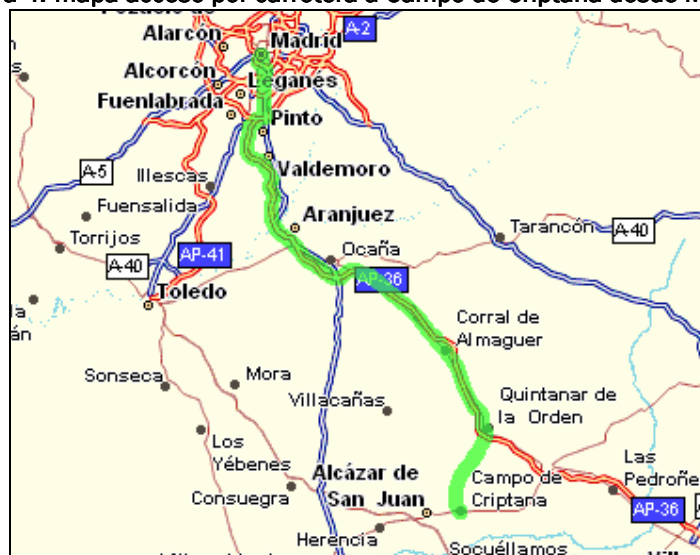 Alarcón
Madrid
A-2
Alcorcón
Leganés
Fuenlabrada
Pinto
A-5
Illescas
Valdemoro
Fuensalida
Aranjuez
Torrijos
Tarancón
A-40
A-40
AP-41
Ocaña
AP-36
Toledo
Corral de
Almaguer
Sonseca
Mora
Villacañas
Quintanar de
la Orden
Los
Yébenes
Alcázar de
San Juan
Campo de
Criptana
Las
Pedroñe
Consuegra
AP-36
Herencia
Socuéllamos